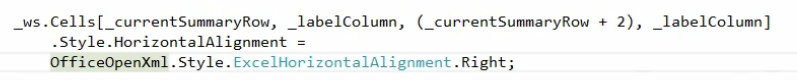 _ws.Cells[_currentSummaryRow, _labelColumn, (_currentSummaryRow + 2), _labelColumn]
.Style.HorizontalAlignment =
OfficeOpenXml.Style.ExcelHorizontalAlignment.Right;